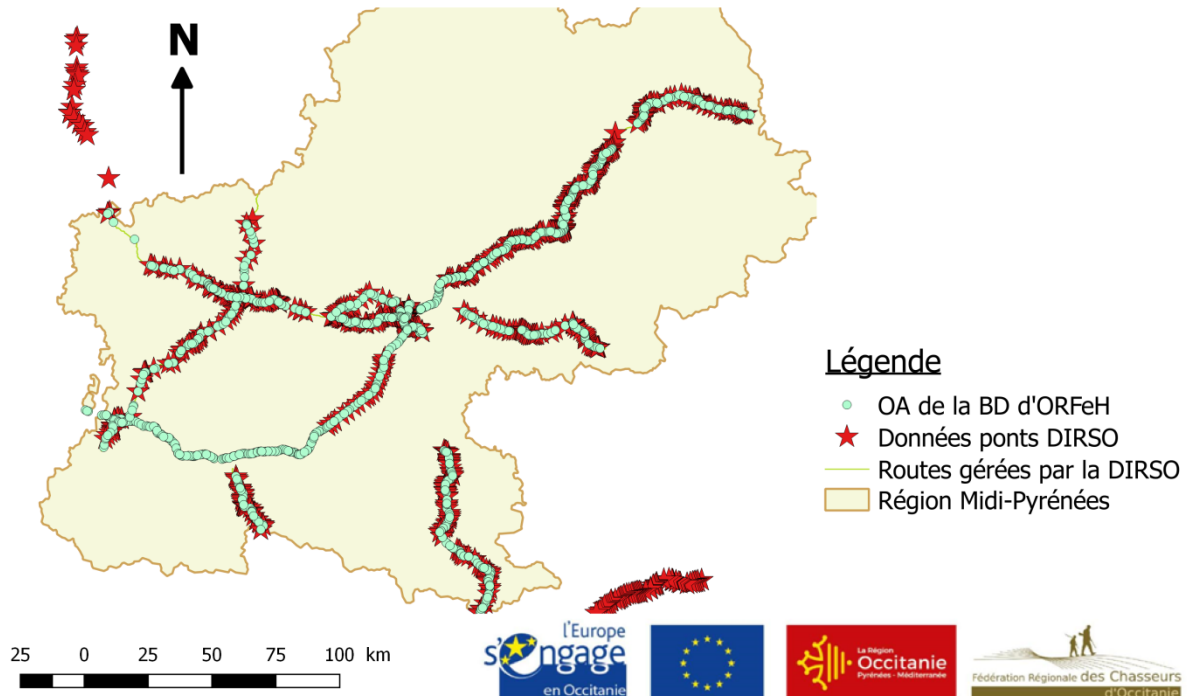 N
Légende
OA de la BD d'ORFeH
Données ponts DIRSO
Routes gérées par la DIRSO
Région Midi-Pyrénées
25 0 25 50 75 100 km
l'Europe
s'engage
en Occitanie
La Région
Occitanie
Pyrénées - Méditerranée
Fédération Régionale des Chasseurs
d'Occitanie